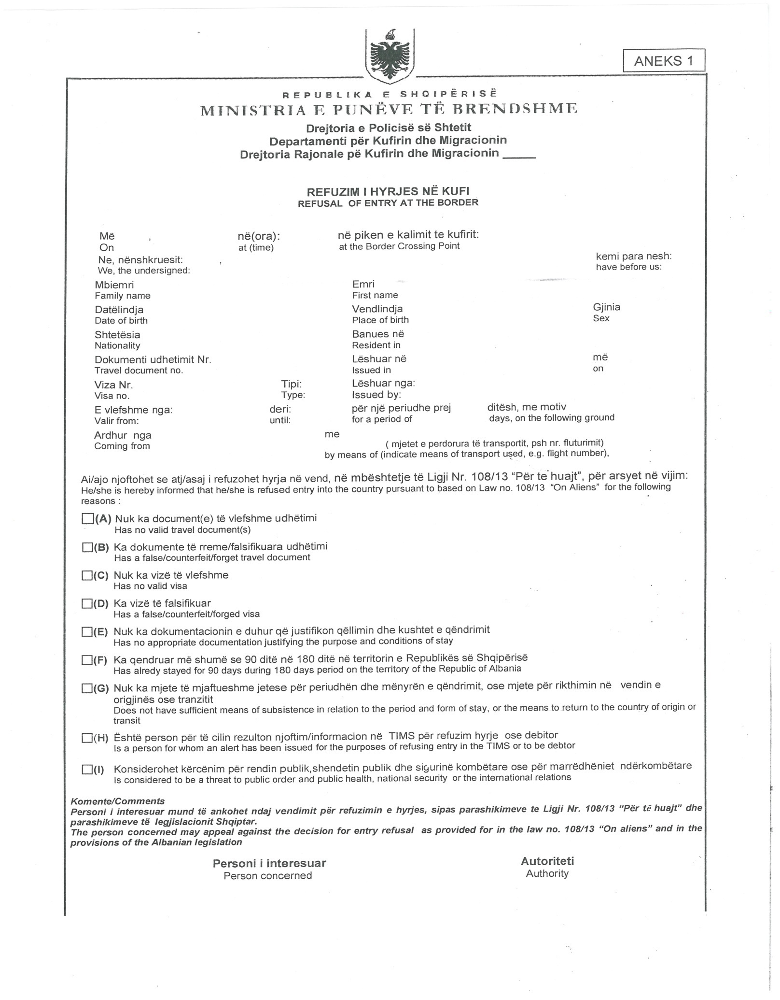 ANEKS 1
REPUBLIKA E SHQIPËRISË
MINISTRIA E PUNËVE TË BRENDSHME
Drejtoria e Policisë së Shtetit
Departamenti për Kufirin dhe Migracionin
Drejtoria Rajonale pë Kufirin dhe Migracionin _____
REFUZIM I HYRJES NË KUFI
REFUSAL OF ENTRY AT THE BORDER
Më , në(ora): në piken e kalimit te kufirit:
On at (time) at the Border Crossing Point
Ne, nënshkruesit: , kemi para nesh:
We, the undersigned: have before us:
Mbiemri Emri
Family name First name
Datëlindja Vendlindja Gjinia
Date of birth Place of birth Sex
Shtetësia Banues në
Nationality Resident in
Dokumenti udhetimit Nr. Lëshuar në më
Travel document no. Issued in on
Viza Nr. Tipi: Lëshuar nga:
Visa no. Type: Issued by:
E vlefshme nga: deri: për një periudhe prej ditësh, me motiv
Valir from: until: for a period of days, on the following ground
Ardhur nga me
( mjetet e perdorura të transportit, psh nr. fluturimit)
Coming from
by means of (indicate means of transport used, e.g. flight number),
Ai/ajo njoftohet se atj/asaj i refuzohet hyrja në vend, në mbështetje të Ligji Nr. 108/13 “Për te huajt”, për arsyet në vijim:
He/she is hereby informed that he/she is refused entry into the country pursuant to based on Law no. 108/13 “On Aliens” for the following
reasons :
(A) Nuk ka document(e) të vlefshme udhëtimi
Has no valid travel document(s)
(B) Ka dokumente të rreme/falsifikuara udhëtimi
Has a false/counterfeit/forget travel document
(C) Nuk ka vizë të vlefshme
Has no valid visa
(D) Ka vizë të falsifikuar
Has a false/counterfeit/forged visa
(E) Nuk ka dokumentacionin e duhur që justifikon qëllimin dhe kushtet e qëndrimit
Has no appropriate documentation justifying the purpose and conditions of stay
(F) Ka qendruar më shumë se 90 ditë në 180 ditë në territorin e Republikës së Shqipërisë
Has alredy stayed for 90 days during 180 days period on the territory of the Republic of Albania
(G) Nuk ka mjete të mjaftueshme jetese për periudhën dhe mënyrën e qëndrimit, ose mjete për rikthimin në vendin e
origjinës ose tranzitit
Does not have sufficient means of subsistence in relation to the period and form of stay, or the means to return to the country of origin or
transit
(H) Është person për të cilin rezulton njoftim/informacion në TIMS për refuzim hyrje ose debitor
Is a person for whom an alert has been issued for the purposes of refusing entry in the TIMS or to be debtor
(I) Konsiderohet kërcënim për rendin publik,shendetin publik dhe sigurinë kombëtare ose për marrëdhëniet ndërkombëtare
Is considered to be a threat to public order and public health, national security or the international relations
Komente/Comments
Personi i interesuar mund të ankohet ndaj vendimit për refuzimin e hyrjes, sipas parashikimeve te Ligji Nr. 108/13 “Për të huajt” dhe
parashikimeve të legjislacionit Shqiptar.
The person concerned may appeal against the decision for entry refusal as provided for in the law no. 108/13 “On aliens” and in the
provisions of the Albanian legislation
Personi i interesuar Autoriteti
Person concerned Authority